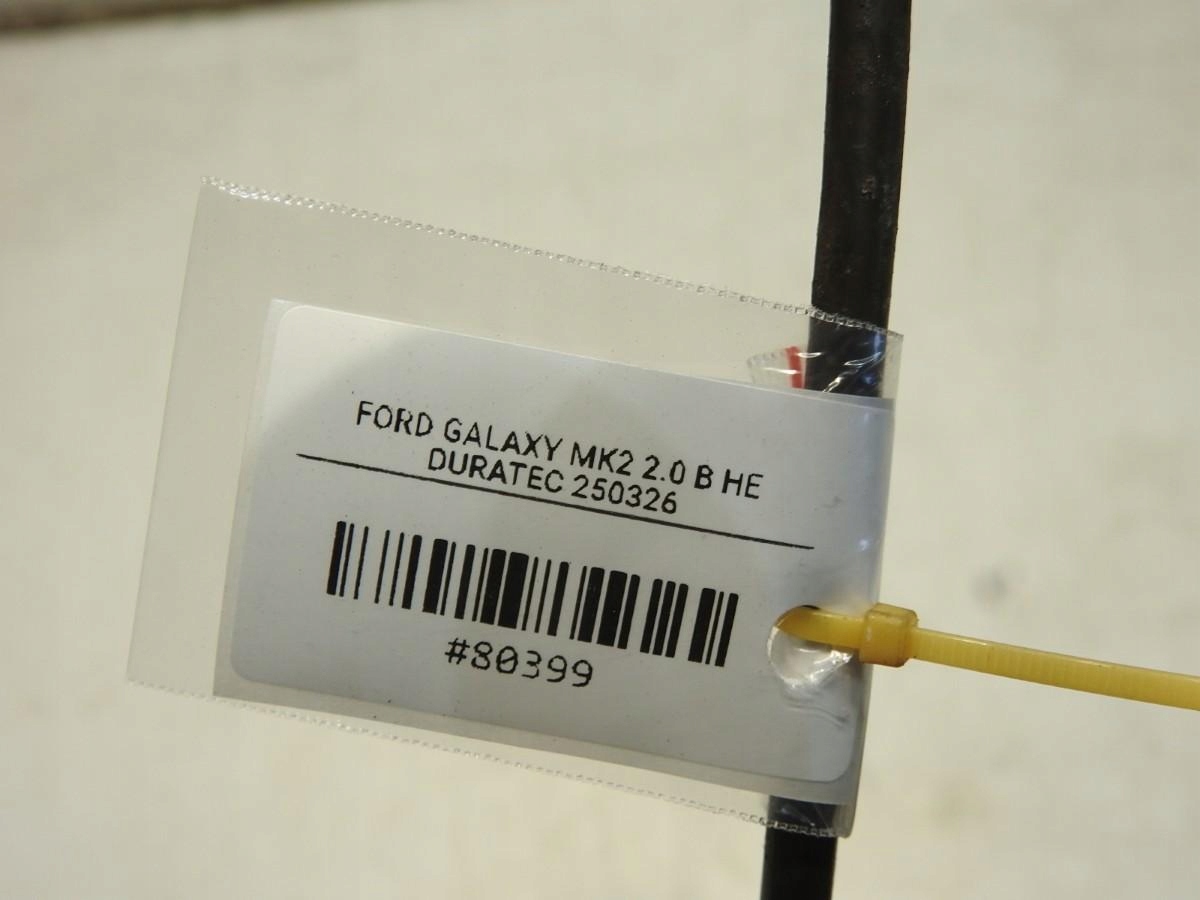 FORD GALAXY MK2 2.0 B HE
DURATEC 250326
#80399